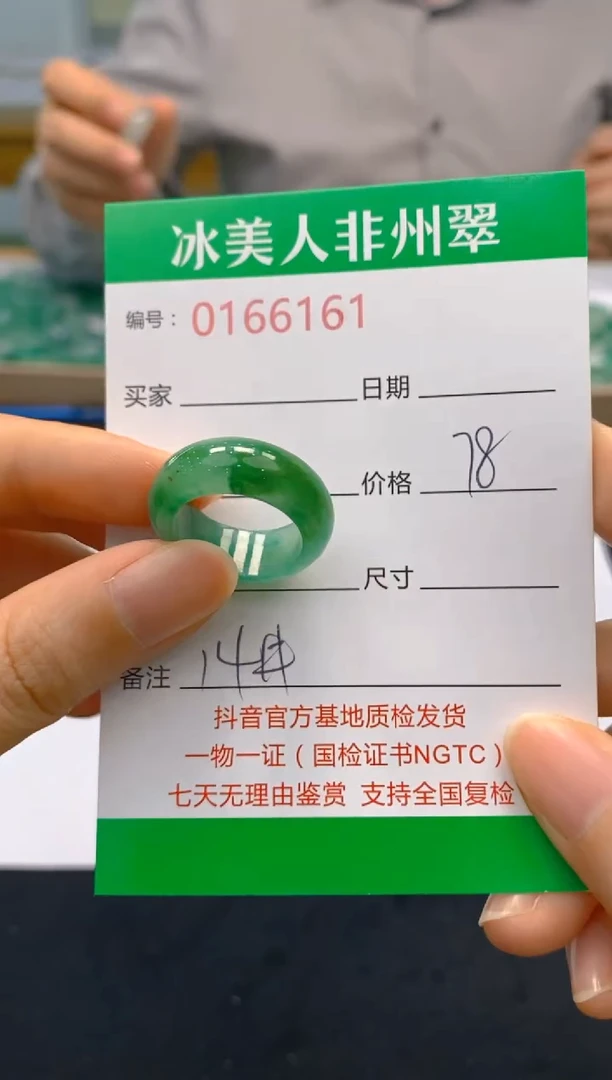 冰美人非州翠
编号：0166161
买家 日期
价格 78
尺寸
备注 14#
抖音官方基地质检发货
一物一证（国检证书NGTC）
七天无理由鉴赏 支持全国复检